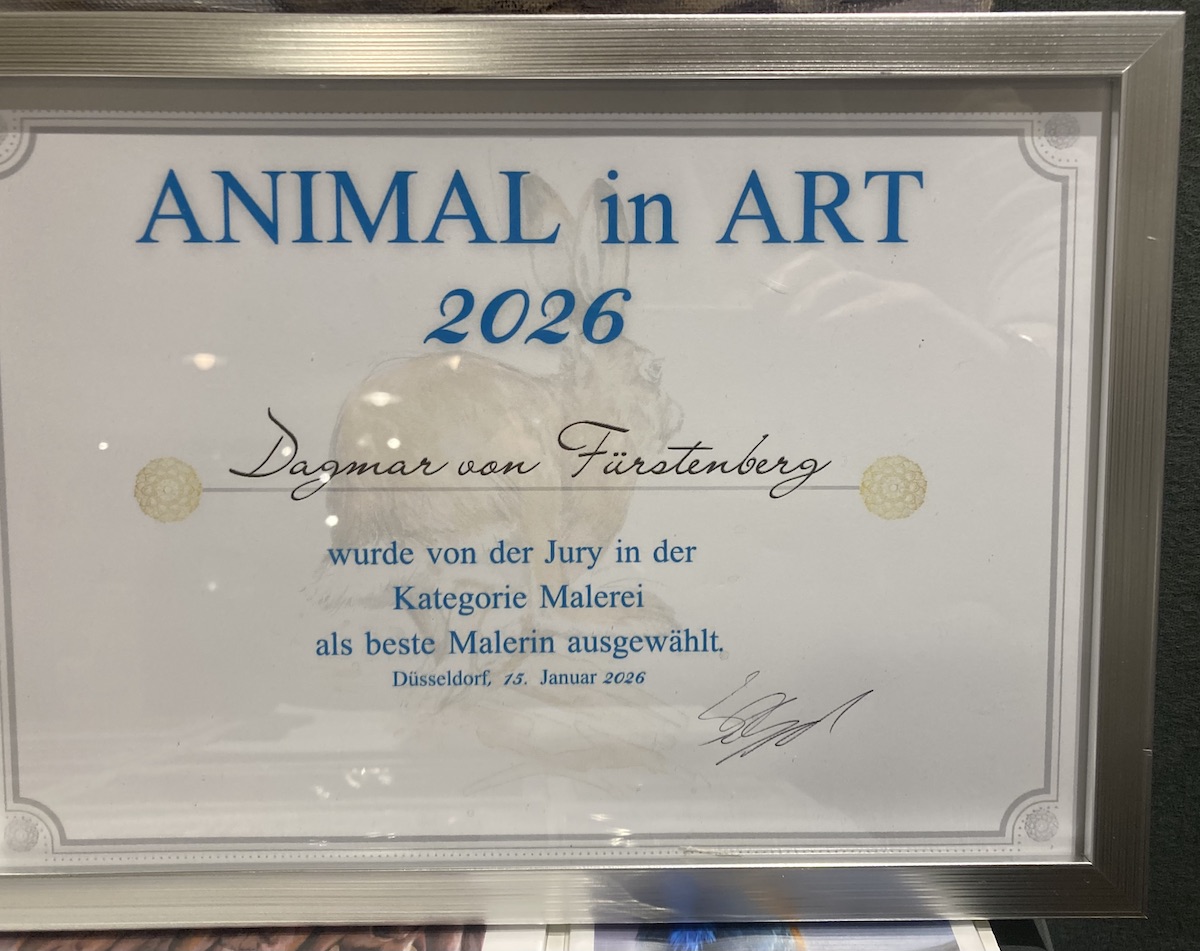 ANIMAL in ART
2026
Dagmar von Fürstenberg
wurde von der Jury in der
Kategorie Malerei
als beste Malerin ausgewählt.
Düsseldorf, 15. Januar 2026